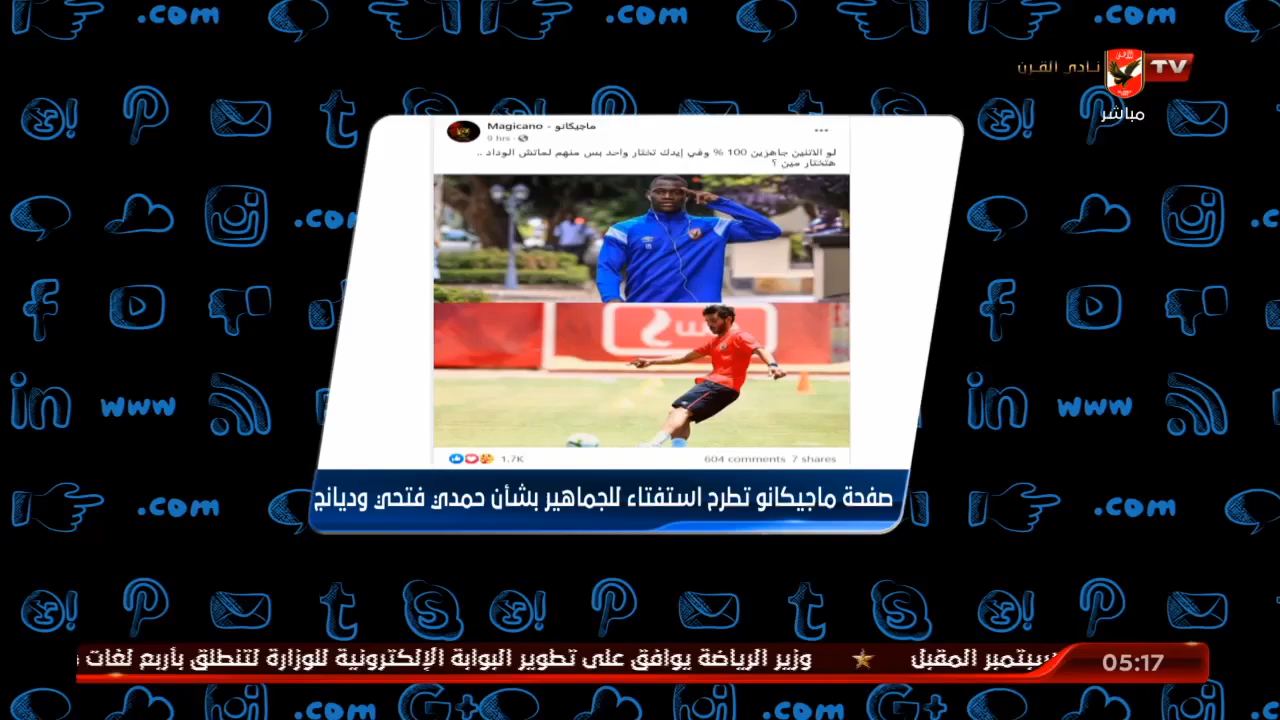 نادي القرن
TV
مباشر
Magicano - ماجيكانو
9 hrs
لو الاتنين جاهزين 100 % وفي إيدك تختار واحد بس منهم لماتش الوداد ..
هتختار مين ؟
1.7K
604 comments 7 shares
صفحة ماجيكانو تطرح استفتاء للجماهير بشأن حمدي فتحي وديانج
سبتمبر المقبل
وزير الرياضة يوافق على تطوير البوابة الإلكترونية للوزارة لتنطلق بأربع لغات
05:17
.com
www